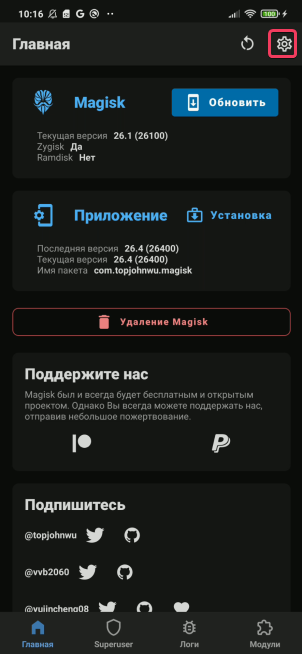 10:16
100
Главная
Magisk
Обновить
Текущая версия 26.1 (26100)
Zygisk Да
Ramdisk Нет
Приложение
Установка
Последняя версия 26.4 (26400)
Текущая версия 26.4 (26400)
Имя пакета com.topjohnwu.magisk
Удаление Magisk
Поддержите нас
Magisk был и всегда будет бесплатным и открытым
проектом. Однако Вы всегда можете поддержать нас,
отправив небольшое пожертвование.
Подпишитесь
@topjohnwu
@vvb2060
@yujincheng08
Главная
Superuser
Логи
Модули